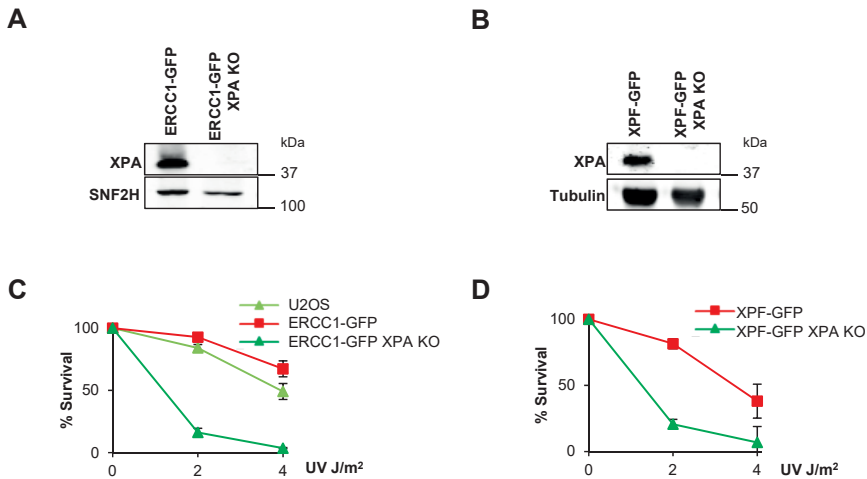 A
ERCC1-GFP
ERCC1-GFP
XPA KO
kDa
XPA
37
SNF2H
100
B
XPF-GFP
XPF-GFP
XPA KO
kDa
XPA
37
Tubulin
50
C
U2OS
ERCC1-GFP
ERCC1-GFP XPA KO
% Survival
100
50
0
0 2 4 UV J/m²
D
XPF-GFP
XPF-GFP XPA KO
% Survival
100
50
0
0 2 4 UV J/m²